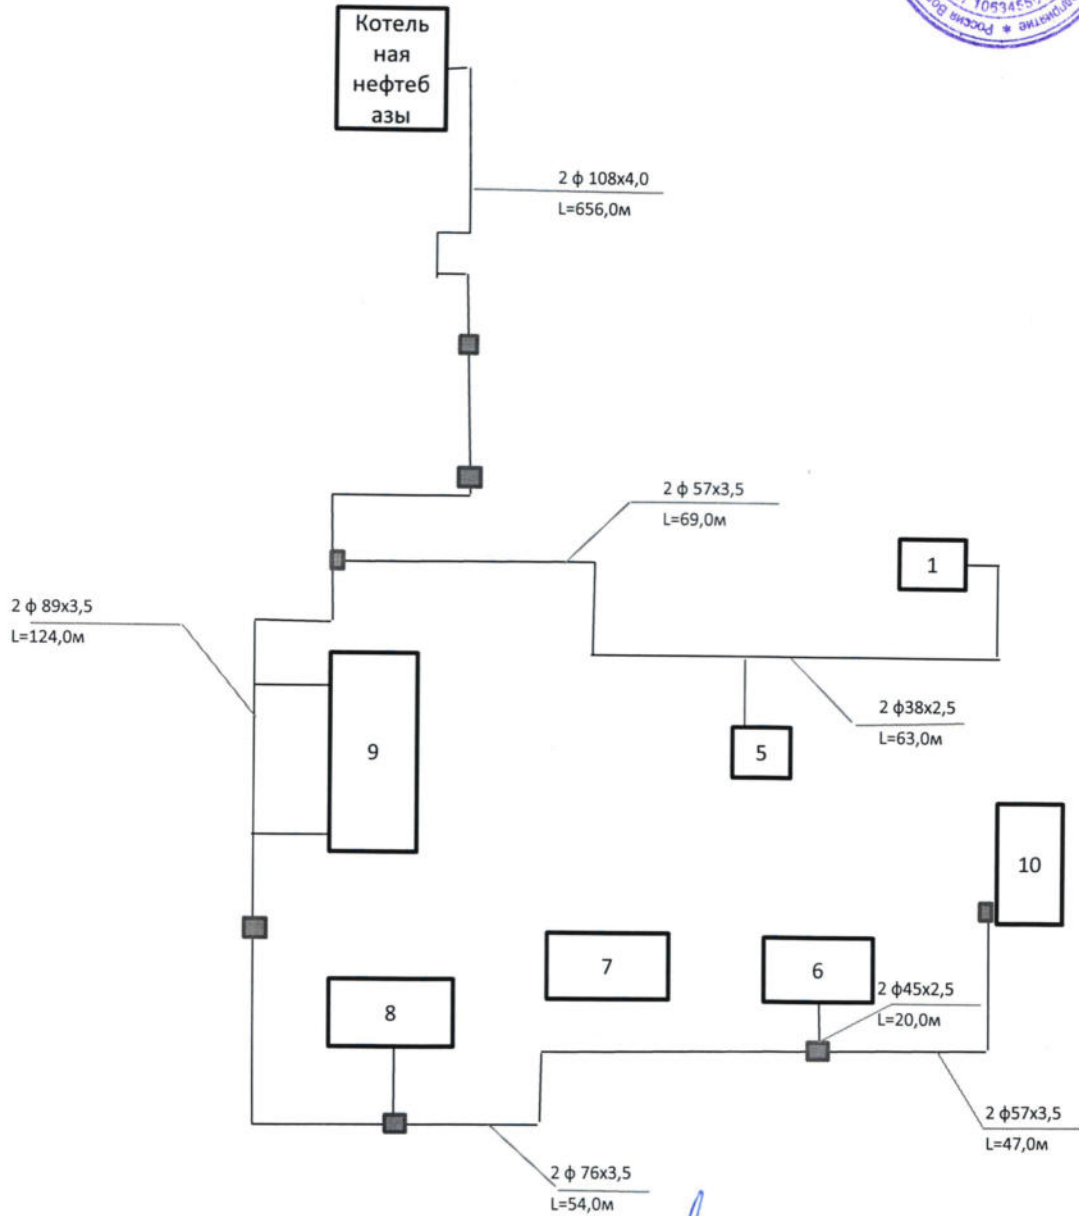 Котель
ная
нефтеб
азы
2 ф 108х4,0
L=656,0м
2 ф 57х3,5
L=69,0м
1
2 ф 89х3,5
L=124,0м
2 ф38х2,5
L=63,0м
5
9
10
7
6
2 ф45х2,5
L=20,0м
8
2 ф57х3,5
L=47,0м
2 ф 76х3,5
L=54,0м